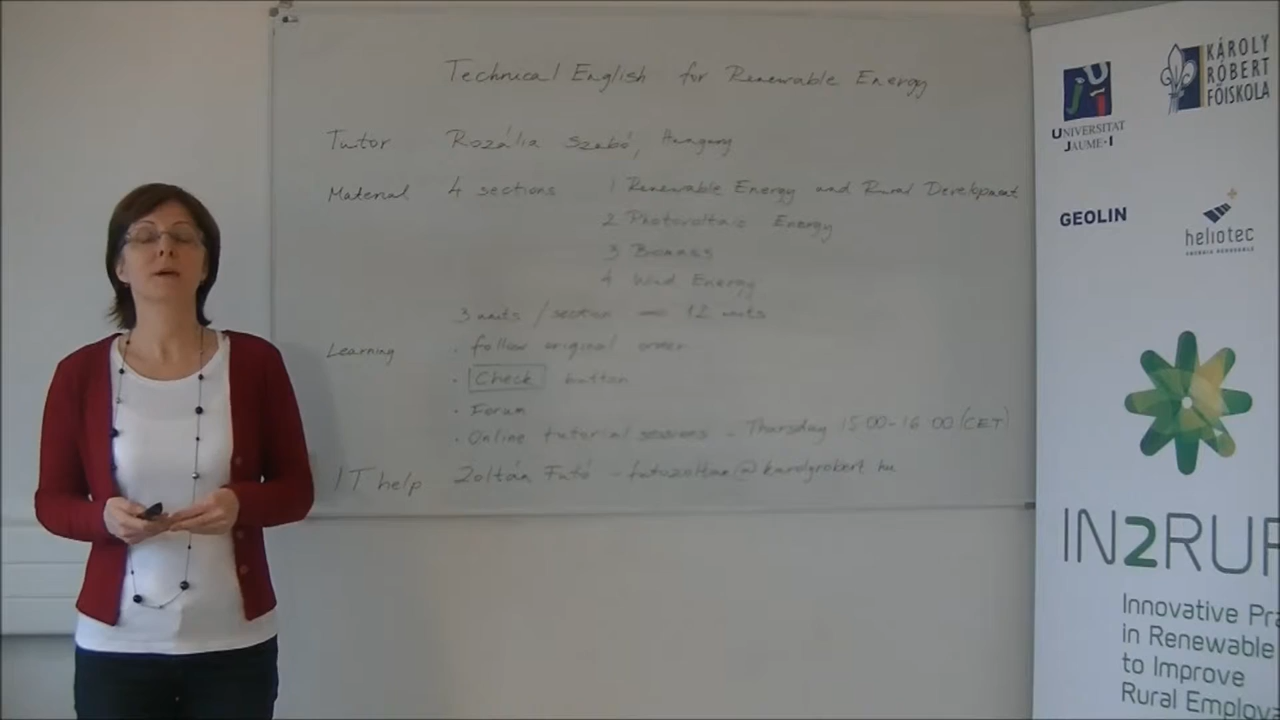 Technical English for Renewable Energy
Tutor Rozália Szabó, Hungary
Material 4 sections 1 Renewable Energy and Rural Development
2 Photovoltaic Energy
3 Biomass
4 Wind Energy
3 units / section — 12 units
Learning · follow original order
· Check button
· Forum
· Online tutorial sessions - Thursday 15:00-16:00 (CET)
IT help Zoltán Futó - futozoltan@karolyrobert.hu
UNIVERSITAT
JAUME·I
KÁROLY
RÓBERT
FŐISKOLA
GEOLIN
heliotec
IN2RUR
Innovative Pra
in Renewable
to Improve
Rural Employ